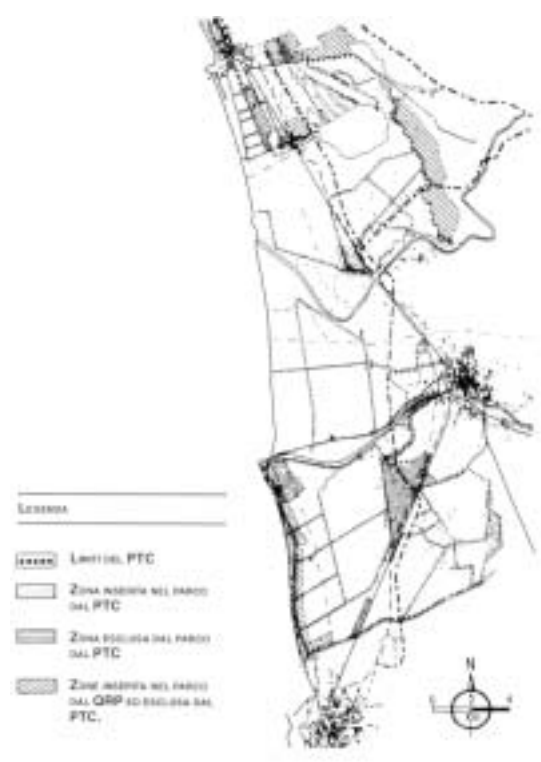 LEGENDA
LIMITI DEL PTC
ZONA INSERITA NEL PARCO
DAL PTC
ZONA ESCLUSA DAL PARCO
DAL PTC
ZONE INSERITA NEL PARCO
DAL QRP ED ESCLUSA DAL
PTC.
N